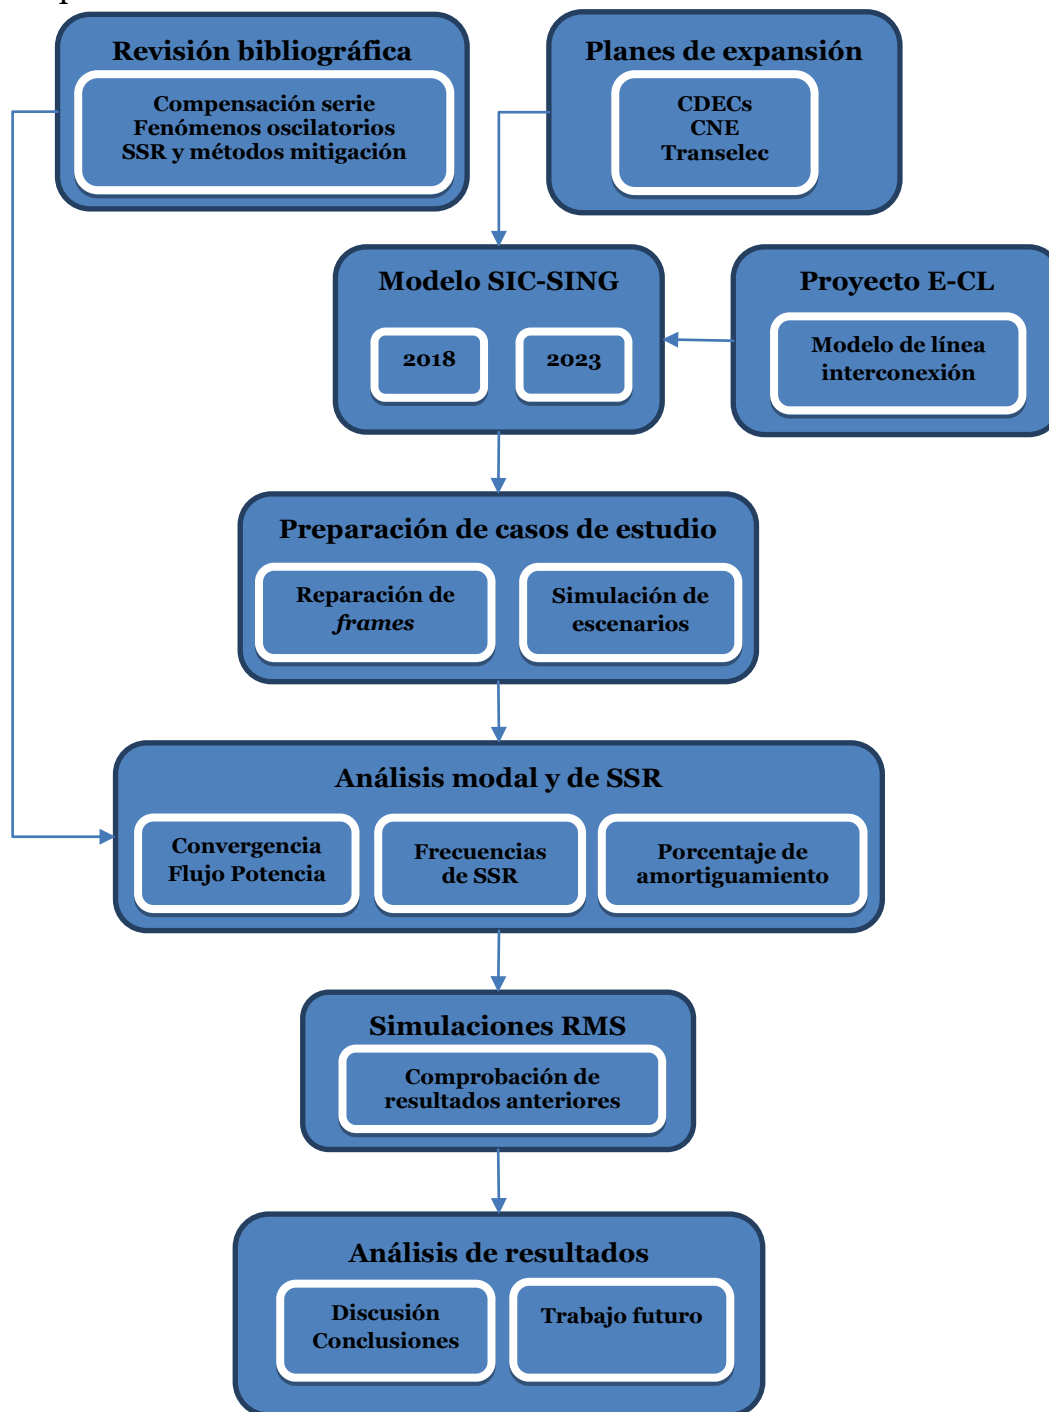 Revisión bibliográfica
Compensación serie
Fenómenos oscilatorios
SSR y métodos mitigación
Planes de expansión
CDECs
CNE
Transelec
Modelo SIC-SING
2018
2023
Proyecto E-CL
Modelo de línea
interconexión
Preparación de casos de estudio
Reparación de
frames
Simulación de
escenarios
Análisis modal y de SSR
Convergencia
Flujo Potencia
Frecuencias
de SSR
Porcentaje de
amortiguamiento
Simulaciones RMS
Comprobación de
resultados anteriores
Análisis de resultados
Discusión
Conclusiones
Trabajo futuro